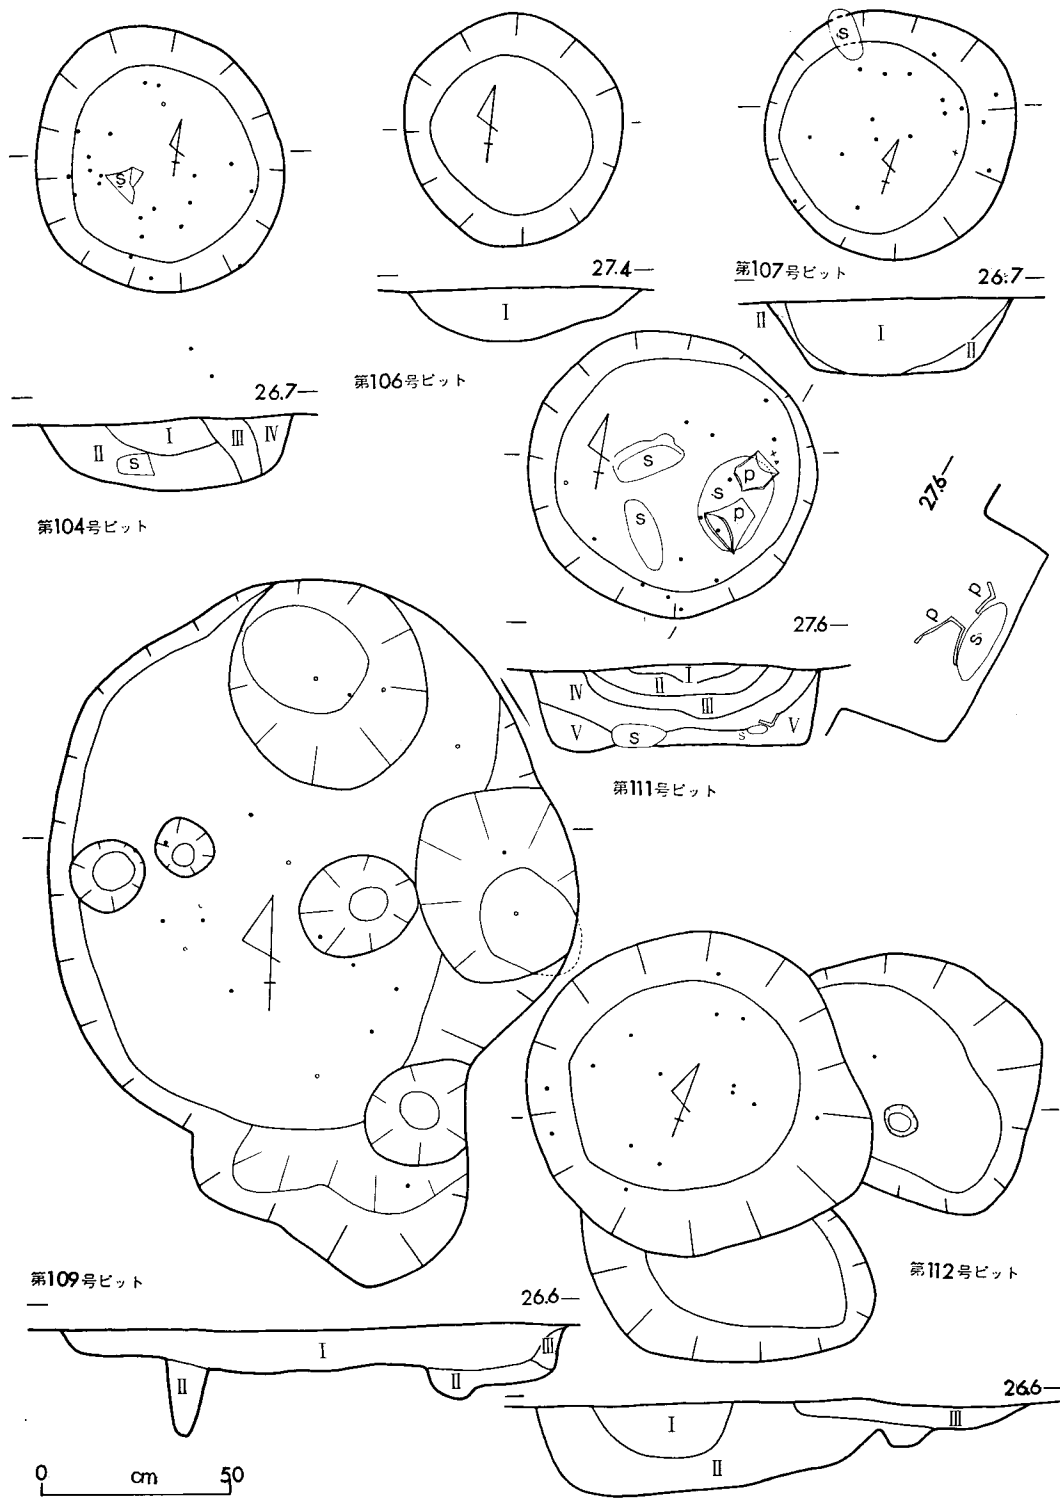 S
27.4
I
第106号ピット
S
第107号ピット
26.7
II
I
II
S
26.7
I
II
III
IV
S
第104号ピット
S
S
S
P
P
27.6
I
II
III
IV
V
V
S
S
第111号ピット
27.6
P
P
S
第109号ピット
26.6
I
II
II
III
第112号ピット
26.6
I
II
III
0 cm 50